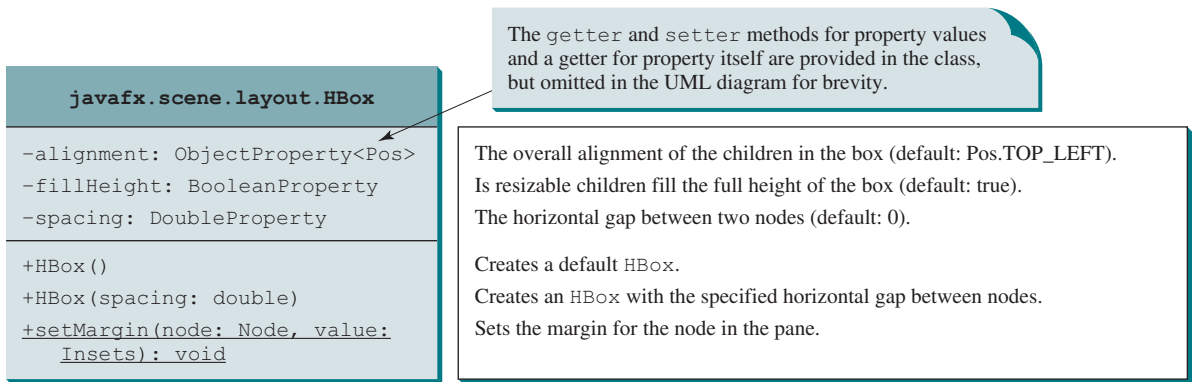 The getter and setter methods for property values
and a getter for property itself are provided in the class,
but omitted in the UML diagram for brevity.
javafx.scene.layout.HBox
-alignment: ObjectProperty<Pos>
-fillHeight: BooleanProperty
-spacing: DoubleProperty
+HBox()
+HBox(spacing: double)
+setMargin(node: Node, value:
Insets): void
The overall alignment of the children in the box (default: Pos.TOP_LEFT).
Is resizable children fill the full height of the box (default: true).
The horizontal gap between two nodes (default: 0).
Creates a default HBox.
Creates an HBox with the specified horizontal gap between nodes.
Sets the margin for the node in the pane.